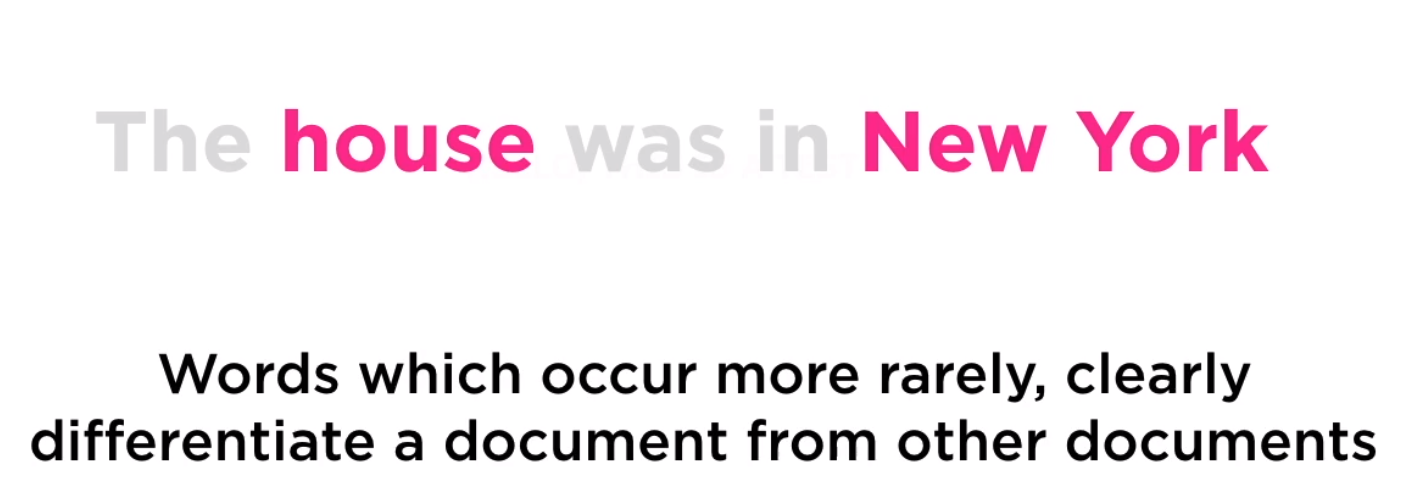 The house was in New York
Words which occur more rarely, clearly
differentiate a document from other documents